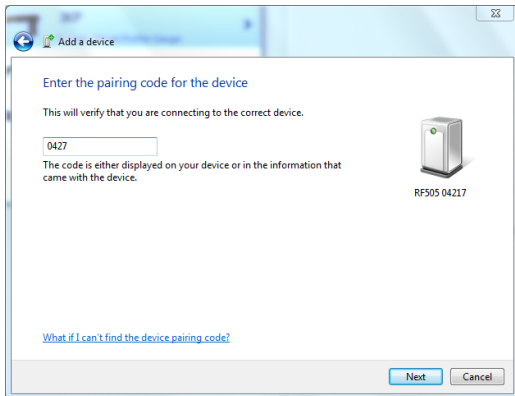 Add a device
Enter the pairing code for the device
This will verify that you are connecting to the correct device.
0427
The code is either displayed on your device or in the information that
came with the device.
RF505 04217
What if I can't find the device pairing code?
Next
Cancel